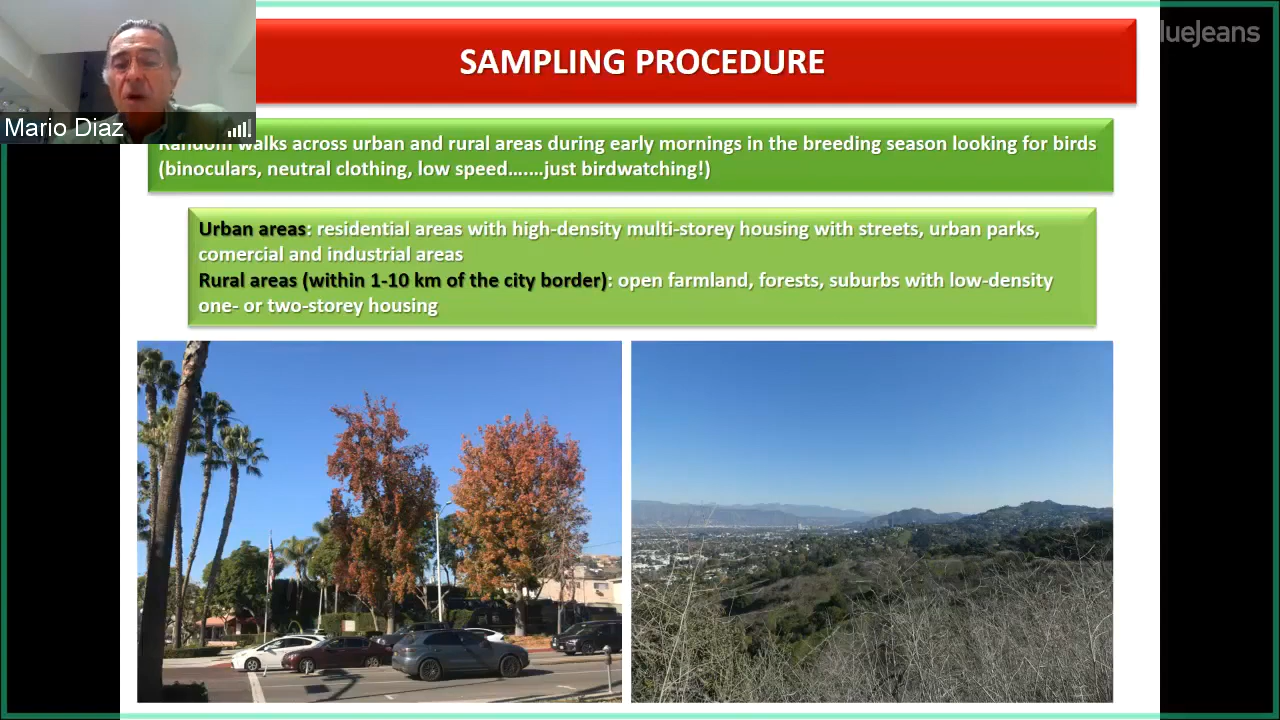 SAMPLING PROCEDURE
lueJeans
Mario Diaz
Random walks across urban and rural areas during early mornings in the breeding season looking for birds
(binoculars, neutral clothing, low speed…….just birdwatching!)
Urban areas: residential areas with high-density multi-storey housing with streets, urban parks,
comercial and industrial areas
Rural areas (within 1-10 km of the city border): open farmland, forests, suburbs with low-density
one- or two-storey housing